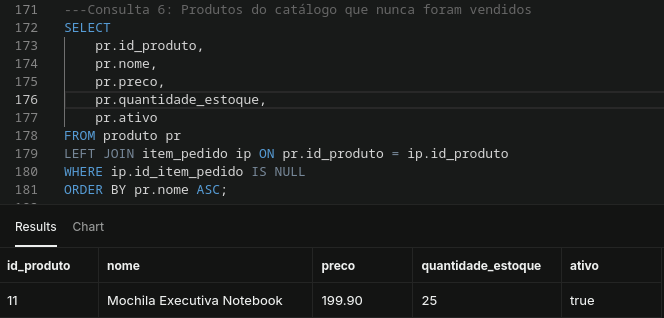 171 ---Consulta 6: Produtos do catálogo que nunca foram vendidos
172 SELECT
173 pr.id_produto,
174 pr.nome,
175 pr.preco,
176 pr.quantidade_estoque,
177 pr.ativo
178 FROM produto pr
179 LEFT JOIN item_pedido ip ON pr.id_produto = ip.id_produto
180 WHERE ip.id_item_pedido IS NULL
181 ORDER BY pr.nome ASC;
Results Chart
id_produto nome preco quantidade_estoque ativo
11 Mochila Executiva Notebook 199.90 25 true